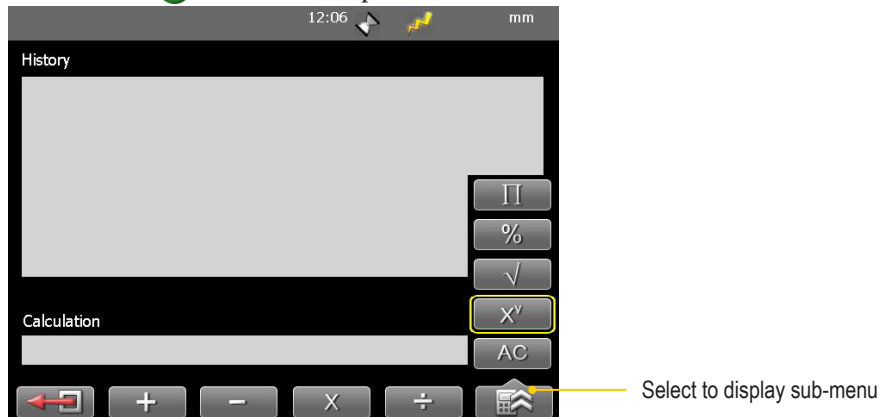 12:06 mm
History
∏
%
√
Xʸ
Calculation
AC
+ − X ÷
Select to display sub-menu